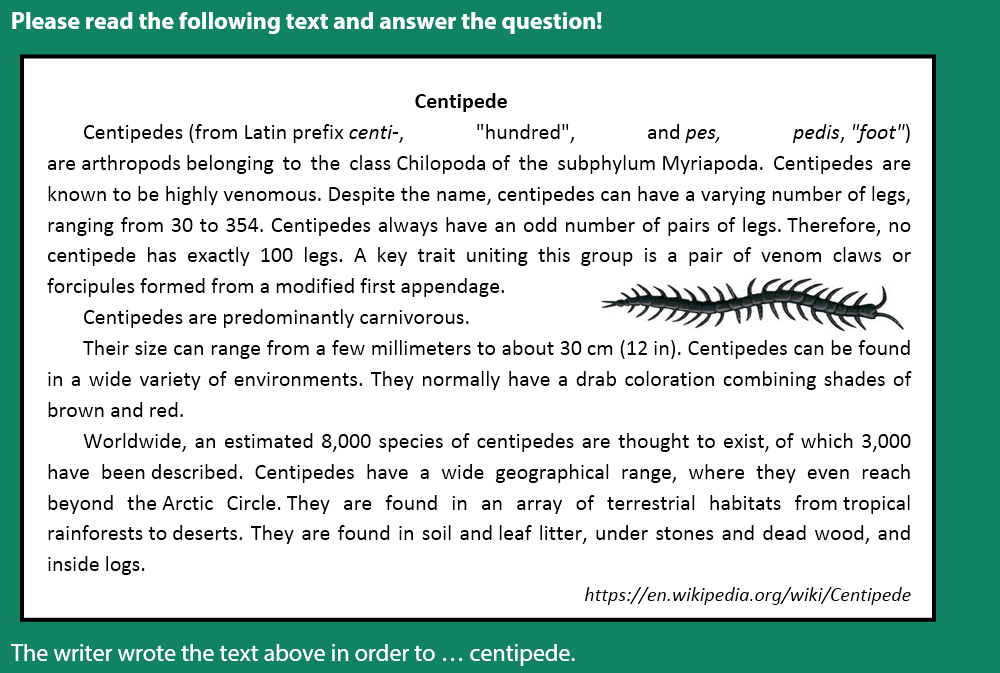 Please read the following text and answer the question!
Centipede
Centipedes (from Latin prefix centi-, "hundred", and pes, pedis, "foot")
are arthropods belonging to the class Chilopoda of the subphylum Myriapoda. Centipedes are
known to be highly venomous. Despite the name, centipedes can have a varying number of legs,
ranging from 30 to 354. Centipedes always have an odd number of pairs of legs. Therefore, no
centipede has exactly 100 legs. A key trait uniting this group is a pair of venom claws or
forcipules formed from a modified first appendage.
Centipedes are predominantly carnivorous.
Their size can range from a few millimeters to about 30 cm (12 in). Centipedes can be found
in a wide variety of environments. They normally have a drab coloration combining shades of
brown and red.
Worldwide, an estimated 8,000 species of centipedes are thought to exist, of which 3,000
have been described. Centipedes have a wide geographical range, where they even reach
beyond the Arctic Circle. They are found in an array of terrestrial habitats from tropical
rainforests to deserts. They are found in soil and leaf litter, under stones and dead wood, and
inside logs.
https://en.wikipedia.org/wiki/Centipede
The writer wrote the text above in order to … centipede.